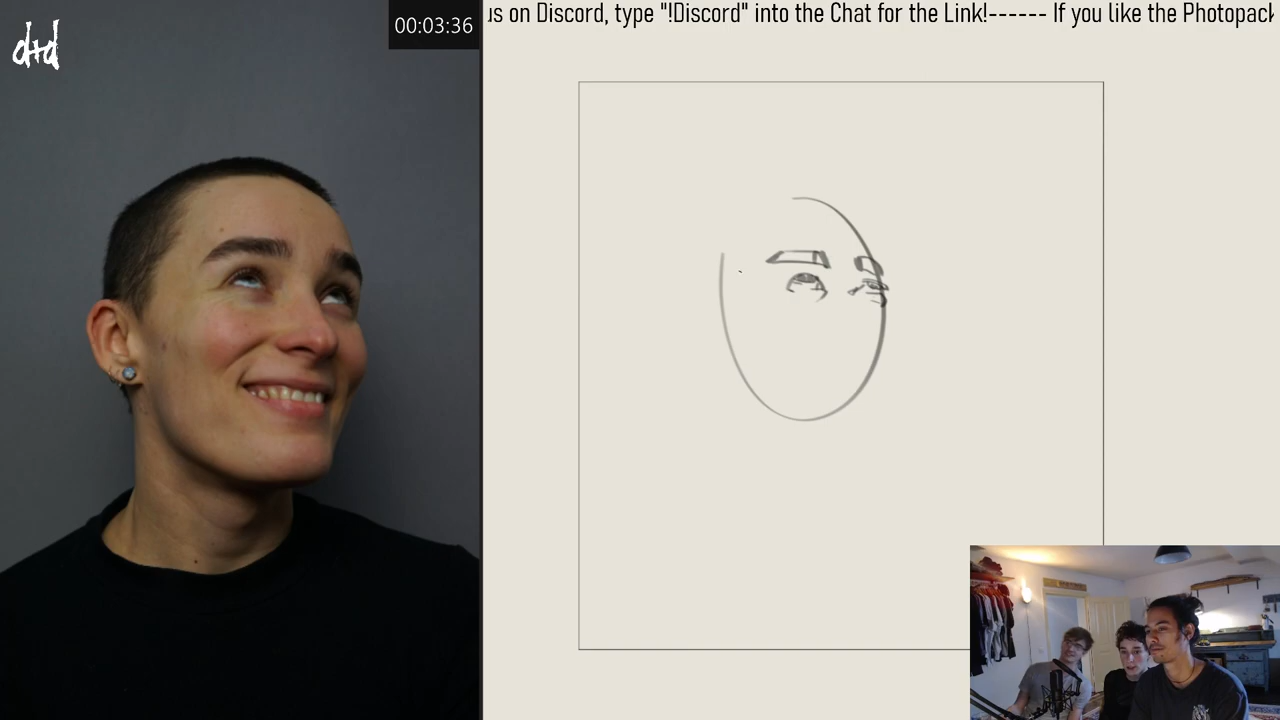 d+d
00:03:36
us on Discord, type "!Discord" into the Chat for the Link!------ If you like the Photopack